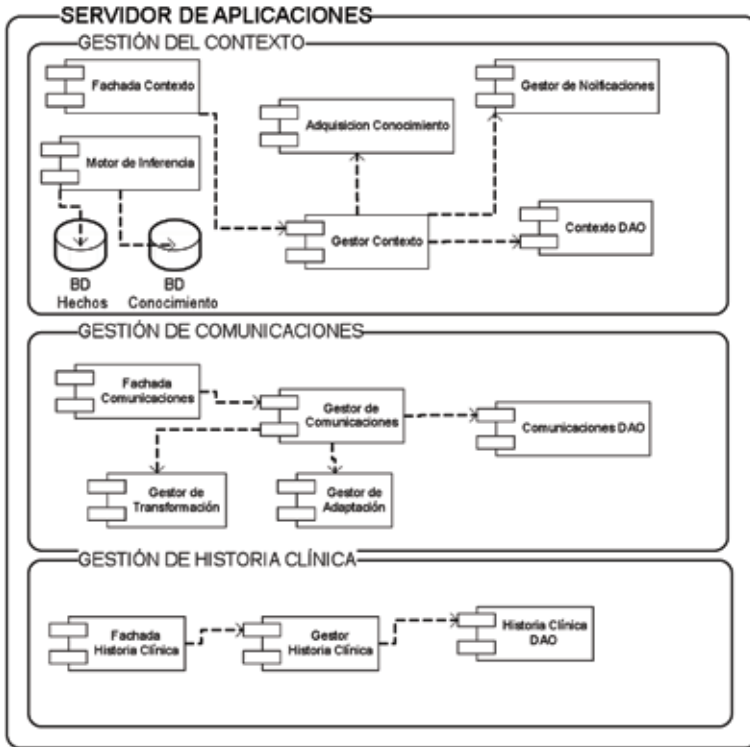 SERVIDOR DE APLICACIONES
GESTIÓN DEL CONTEXTO
Fachada Contexto
Gestor de Noificaciones
Adquisicion Conocimiento
Motor de Inferencia
Gestor Contexto
Contexto DAO
BD
Hechos
BD
Conocimiento
GESTIÓN DE COMUNICACIONES
Fachada
Comunicaciones
Gestor de
Comunicaciones
Comunicaciones DAO
Gestor de
Transformación
Gestor de
Adaptación
GESTIÓN DE HISTORIA CLÍNICA
Fachada
Historia Clínica
Gestor
Historia Clínica
Historia Clínica
DAO